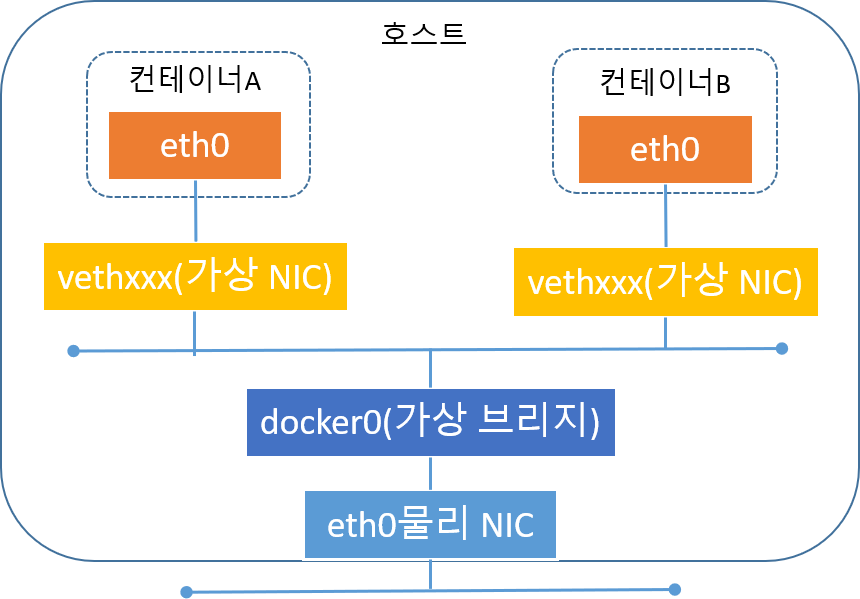 호스트
컨테이너A
컨테이너B
eth0
eth0
vethxxx(가상 NIC)
vethxxx(가상 NIC)
docker0(가상 브리지)
eth0물리 NIC